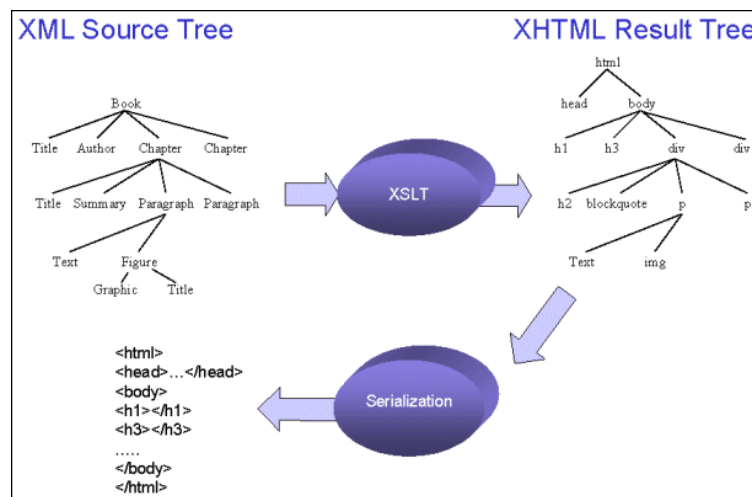 XML Source Tree
XHTML Result Tree
Book
Title Author Chapter Chapter
Title Summary Paragraph Paragraph
Text Figure
Graphic Title
XSLT
html
head body
h1 h3 div div
h2 blockquote p p
Text img
Serialization
<html>
<head>…</head>
<body>
<h1></h1>
<h3></h3>
.....
</body>
</html>